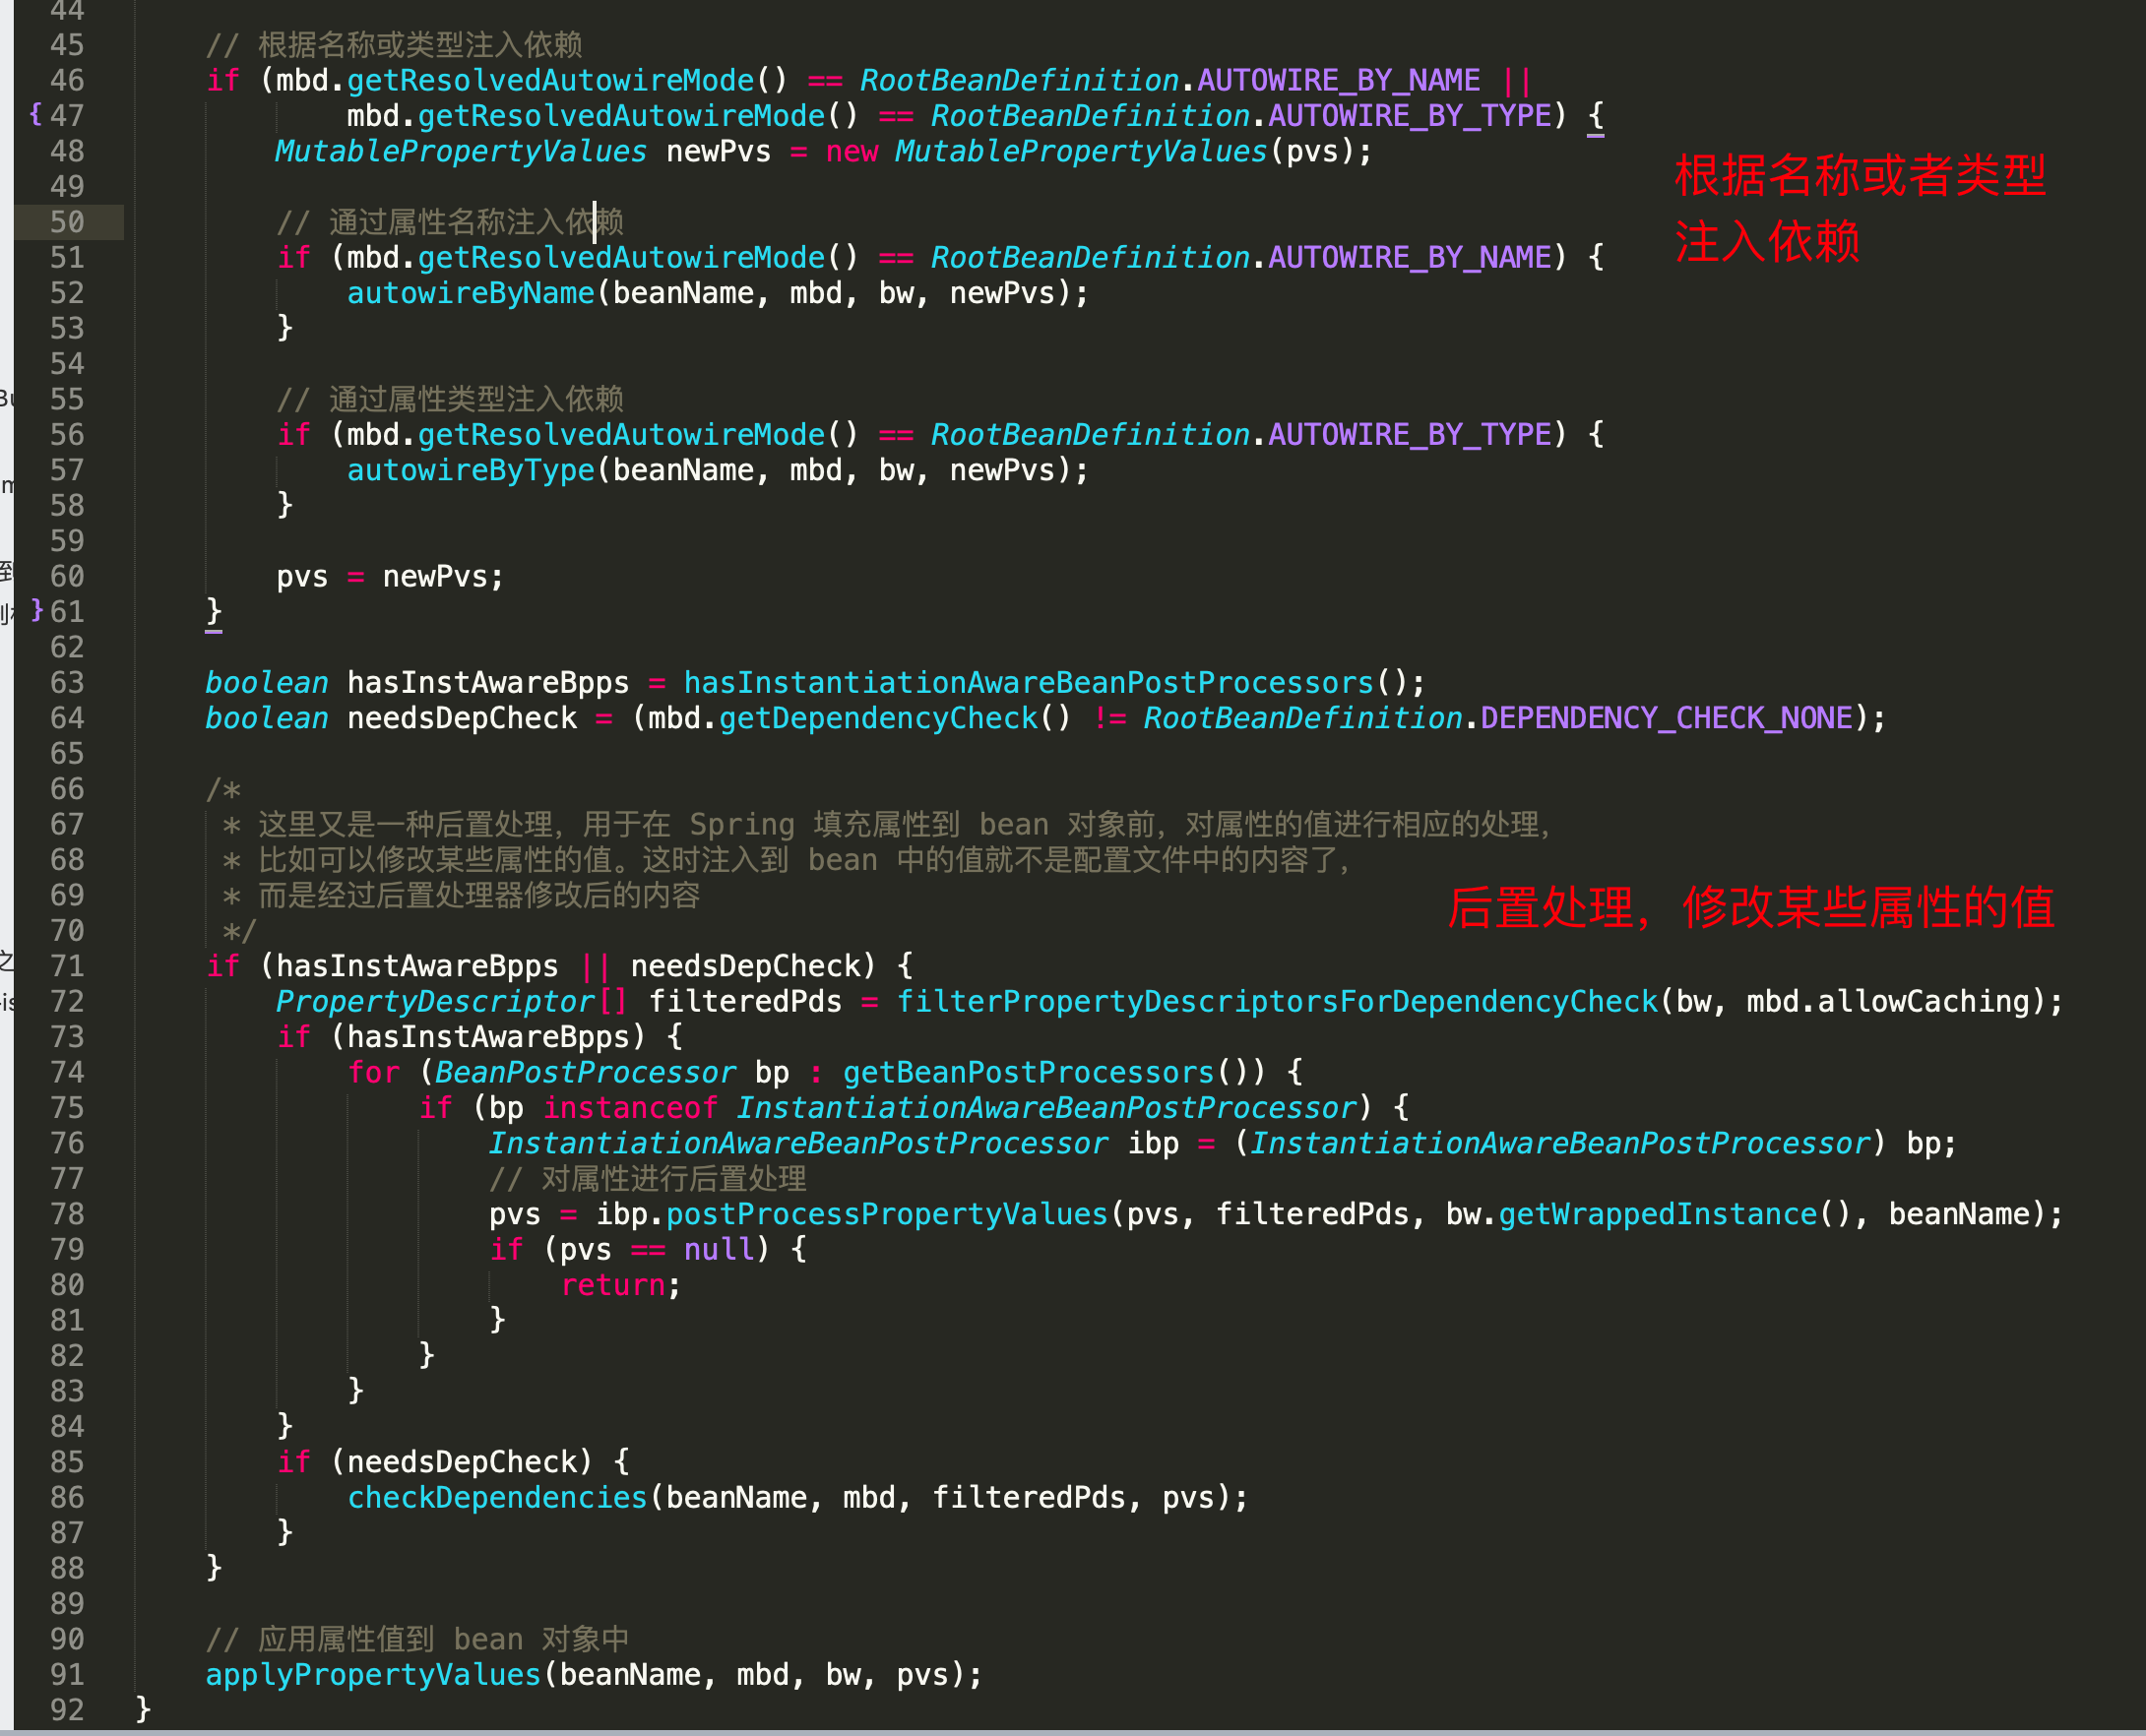 44
45 // 根据名称或类型注入依赖
46 if (mbd.getResolvedAutowireMode() == RootBeanDefinition.AUTOWIRE_BY_NAME ||
{ 47 mbd.getResolvedAutowireMode() == RootBeanDefinition.AUTOWIRE_BY_TYPE) {
48 MutablePropertyValues newPvs = new MutablePropertyValues(pvs);
根据名称或者类型
49
50 // 通过属性名称注入依赖
注入依赖
51 if (mbd.getResolvedAutowireMode() == RootBeanDefinition.AUTOWIRE_BY_NAME) {
52 autowireByName(beanName, mbd, bw, newPvs);
53 }
54
55 // 通过属性类型注入依赖
56 if (mbd.getResolvedAutowireMode() == RootBeanDefinition.AUTOWIRE_BY_TYPE) {
57 autowireByType(beanName, mbd, bw, newPvs);
58 }
59
60 pvs = newPvs;
} 61 }
62
63 boolean hasInstAwareBpps = hasInstantiationAwareBeanPostProcessors();
64 boolean needsDepCheck = (mbd.getDependencyCheck() != RootBeanDefinition.DEPENDENCY_CHECK_NONE);
65
66 /*
67 * 这里又是一种后置处理，用于在 Spring 填充属性到 bean 对象前，对属性的值进行相应的处理，
68 * 比如可以修改某些属性的值。这时注入到 bean 中的值就不是配置文件中的内容了，
69 * 而是经过后置处理器修改后的内容
后置处理，修改某些属性的值
70 */
71 if (hasInstAwareBpps || needsDepCheck) {
72 PropertyDescriptor[] filteredPds = filterPropertyDescriptorsForDependencyCheck(bw, mbd.allowCaching);
73 if (hasInstAwareBpps) {
74 for (BeanPostProcessor bp : getBeanPostProcessors()) {
75 if (bp instanceof InstantiationAwareBeanPostProcessor) {
76 InstantiationAwareBeanPostProcessor ibp = (InstantiationAwareBeanPostProcessor) bp;
77 // 对属性进行后置处理
78 pvs = ibp.postProcessPropertyValues(pvs, filteredPds, bw.getWrappedInstance(), beanName);
79 if (pvs == null) {
80 return;
81 }
82 }
83 }
84 }
85 if (needsDepCheck) {
86 checkDependencies(beanName, mbd, filteredPds, pvs);
87 }
88 }
89
90 // 应用属性值到 bean 对象中
91 applyPropertyValues(beanName, mbd, bw, pvs);
92 }